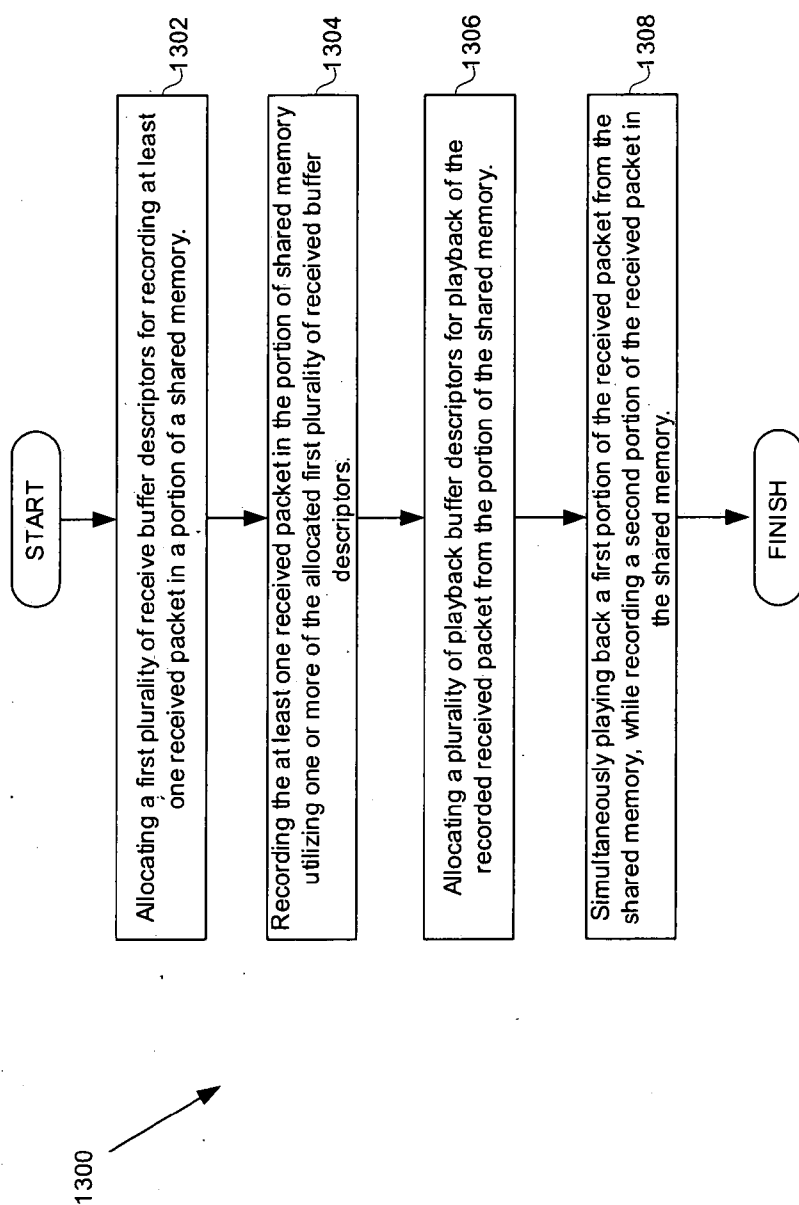 START
Allocating a first plurality of receive buffer descriptors for recording at least
one received packet in a portion of a shared memory.
1302
Recording the at least one received packet in the portion of shared memory
utilizing one or more of the allocated first plurality of received buffer
descriptors.
1304
Allocating a plurality of playback buffer descriptors for playback of the
recorded received packet from the portion of the shared memory.
1306
Simultaneously playing back a first portion of the received packet from the
shared memory, while recording a second portion of the received packet in
the shared memory.
1308
FINISH
1300